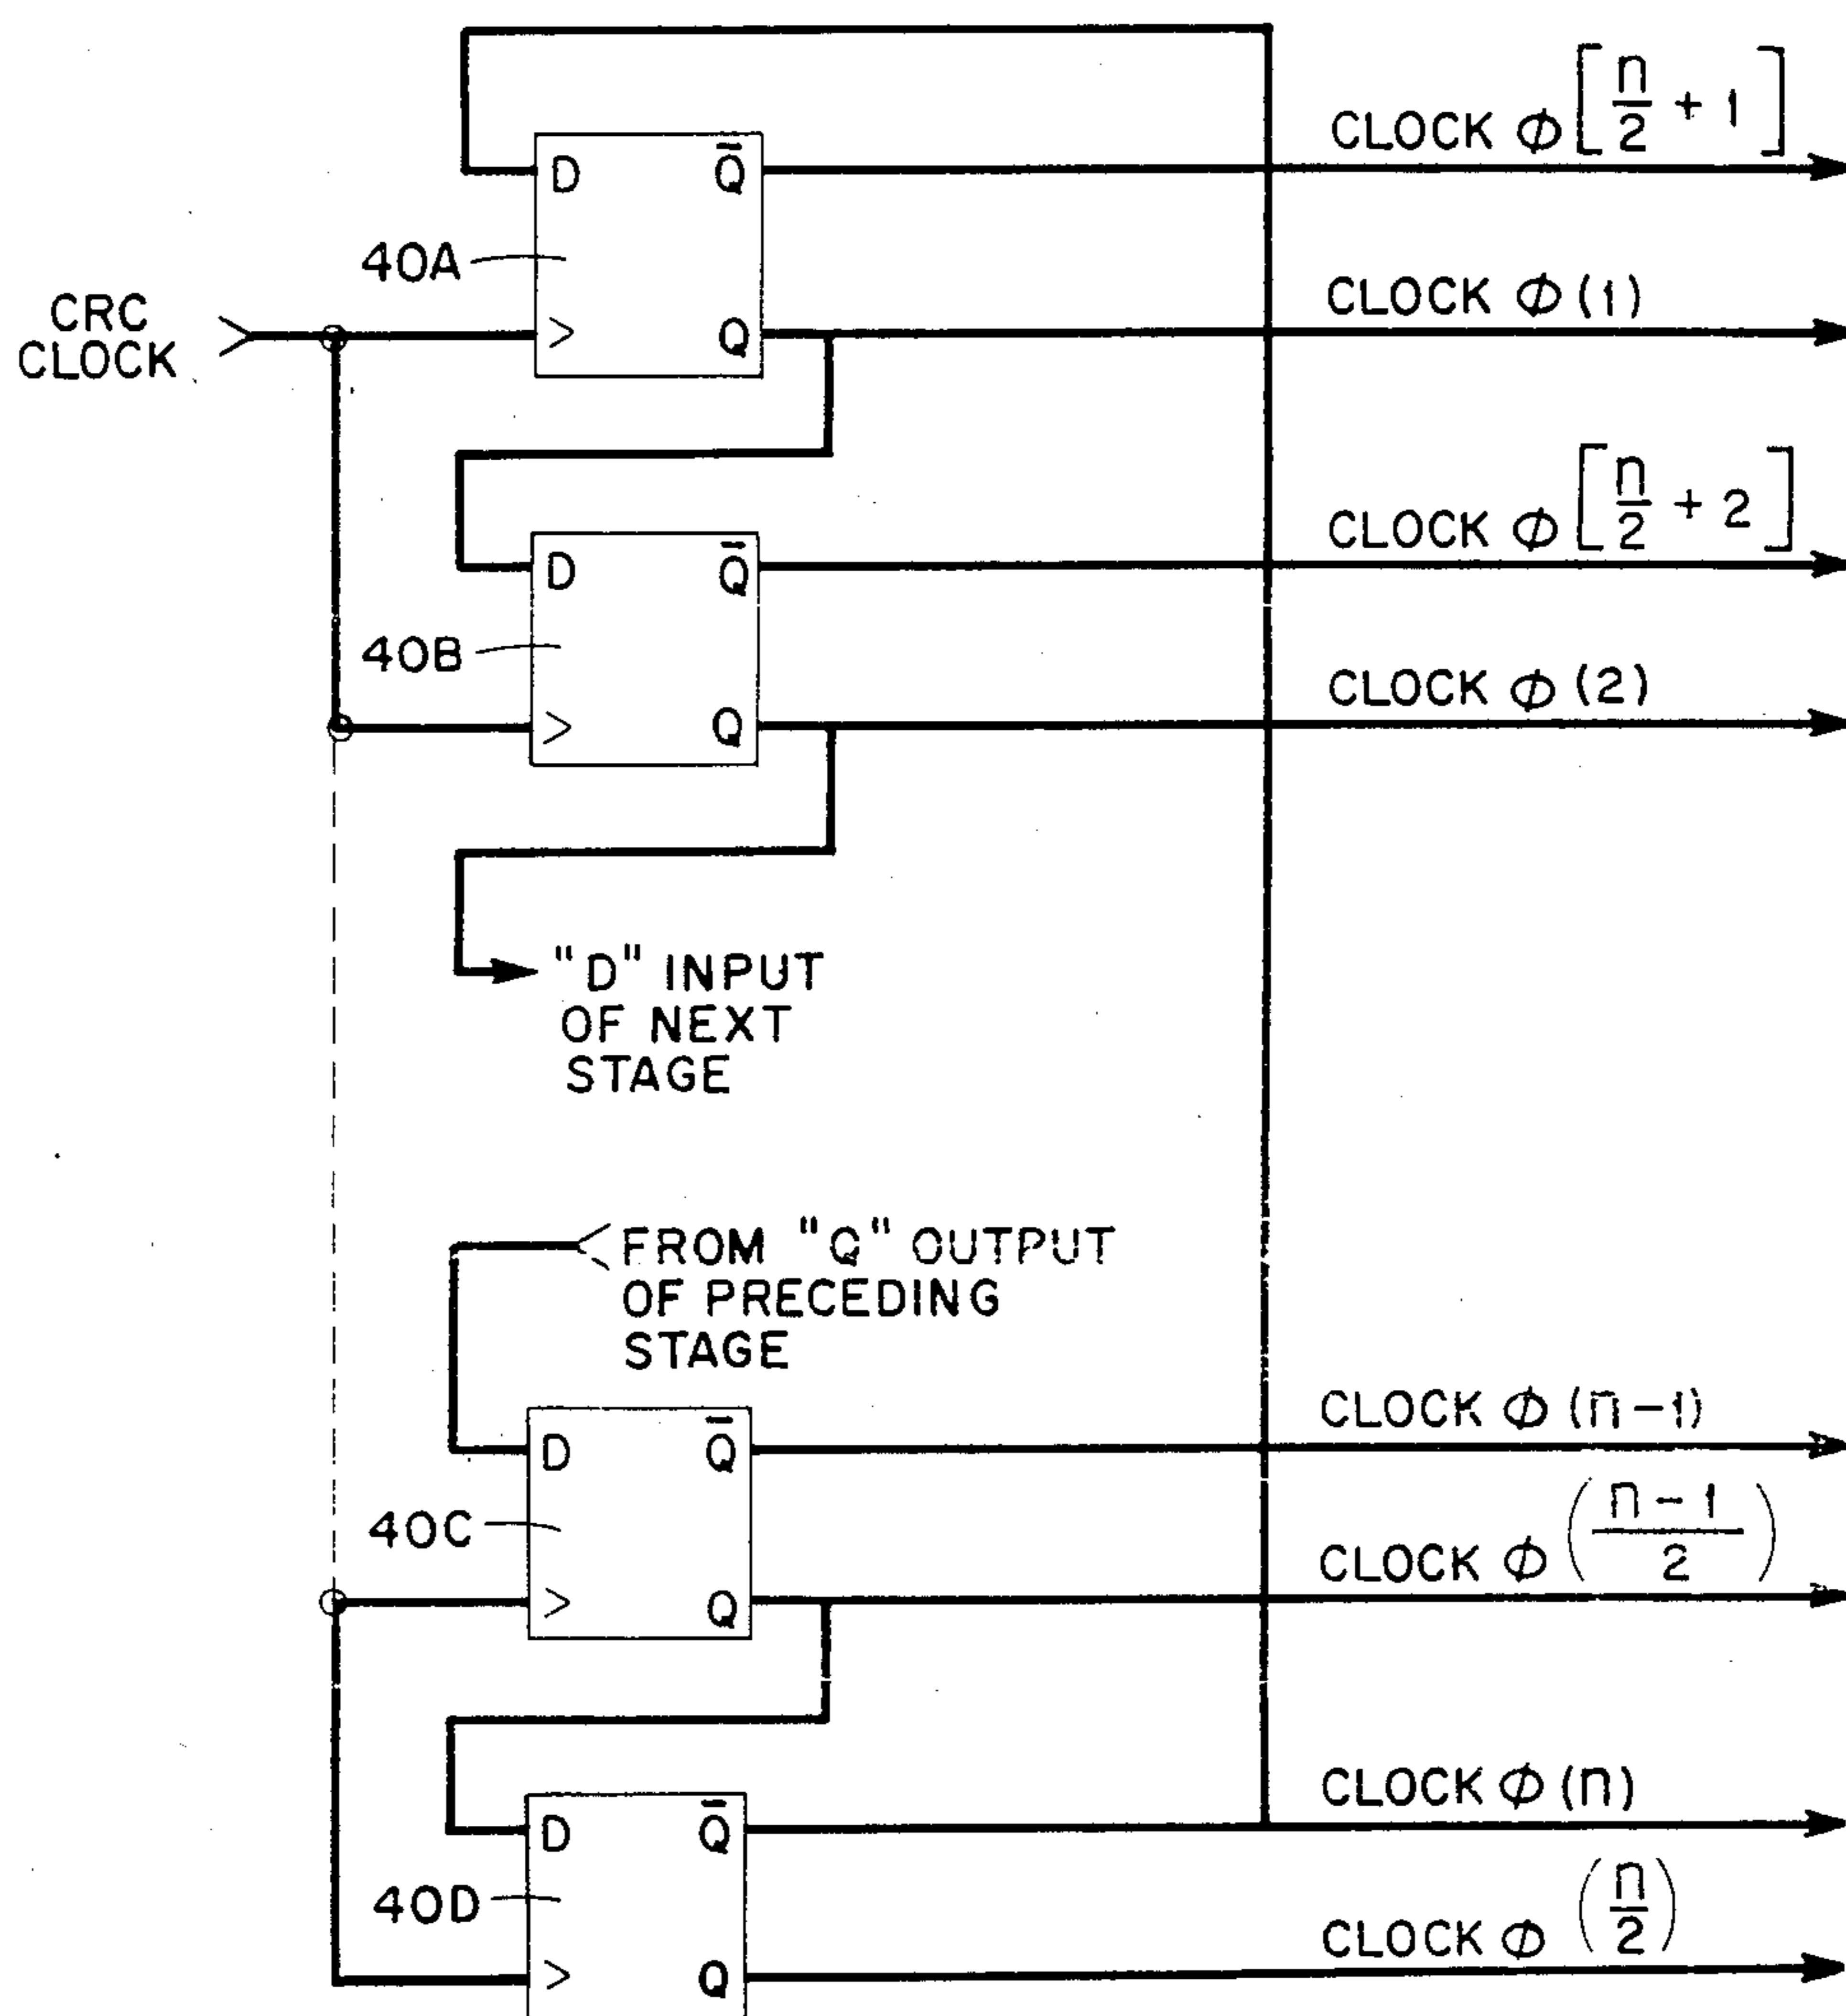 CLOCK ϕ [n/2 + 1]
D Q̅
40A
CLOCK ϕ (1)
CRC
CLOCK
> Q
CLOCK ϕ [n/2 + 2]
D Q̅
40B
CLOCK ϕ (2)
> Q
"D" INPUT
OF NEXT
STAGE
FROM "Q" OUTPUT
OF PRECEDING
STAGE
CLOCK ϕ (n-1)
D Q̅
40C
CLOCK ϕ ((n-1)/2)
> Q
CLOCK ϕ (n)
D Q̅
40D
CLOCK ϕ (n/2)
> Q